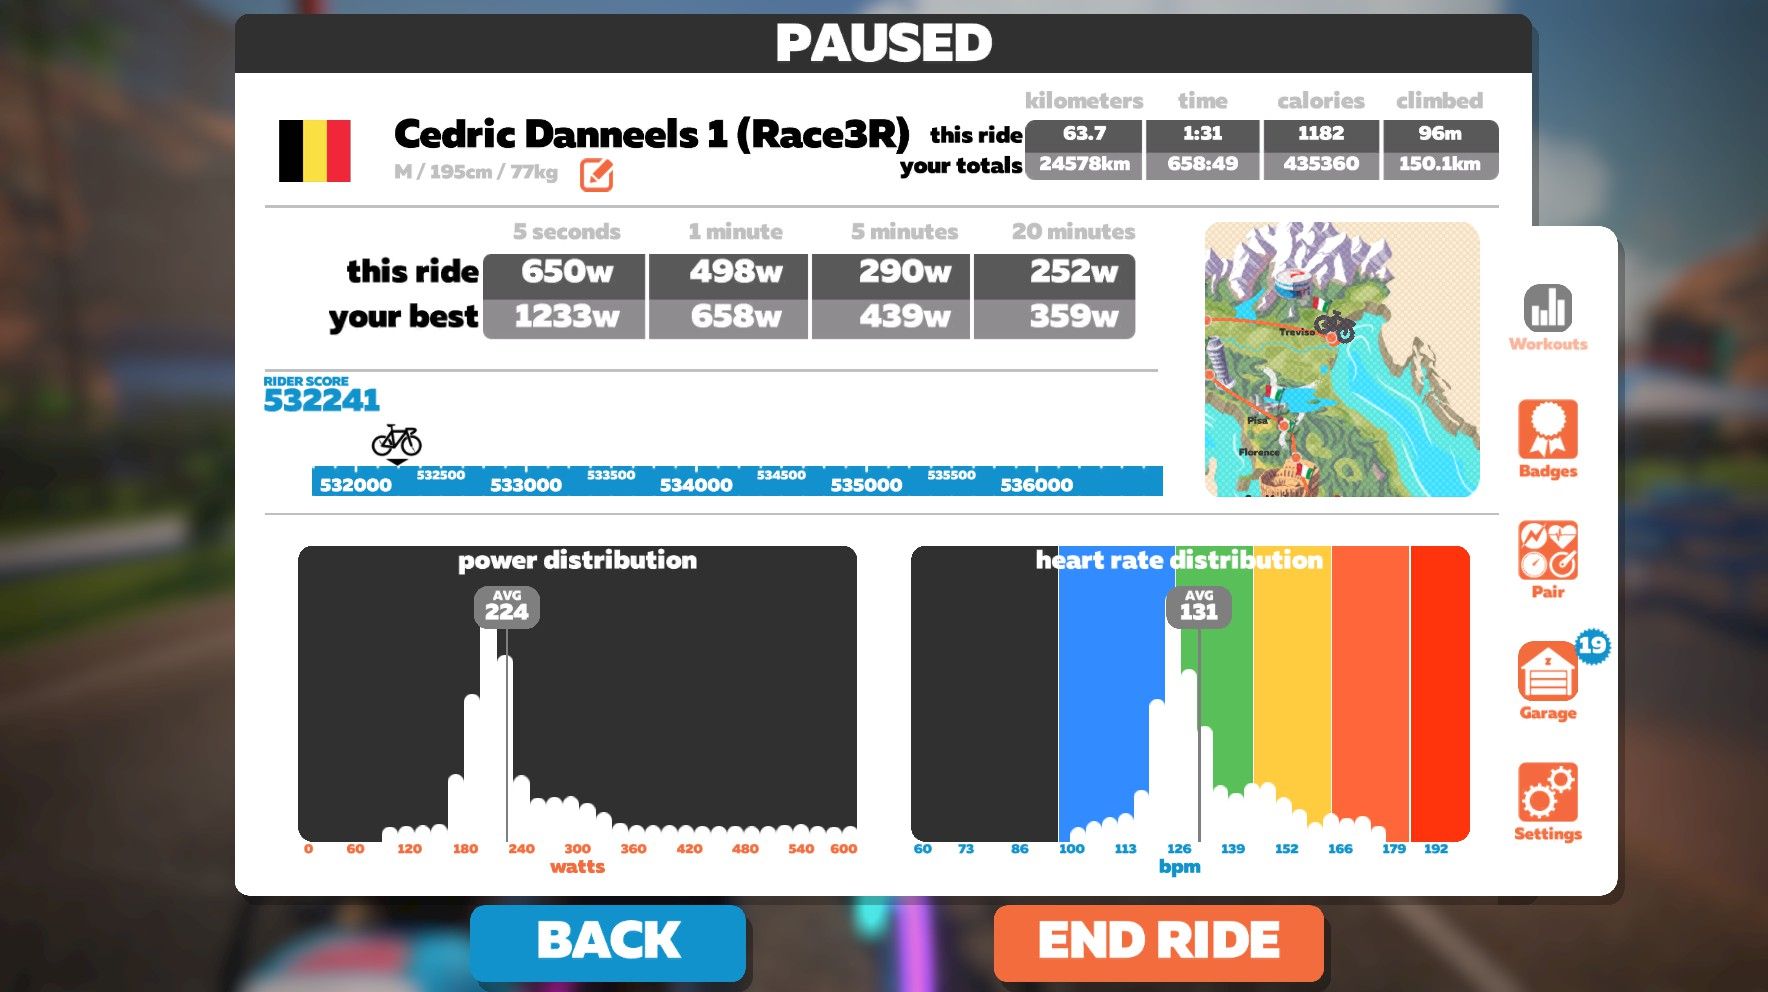 PAUSED
kilometers time calories climbed
Cedric Danneels 1 (Race3R)
M / 195cm / 77kg
this ride 63.7 1:31 1182 96m
your totals 24578km 658:49 435360 150.1km
5 seconds 1 minute 5 minutes 20 minutes
this ride 650w 498w 290w 252w
your best 1233w 658w 439w 359w
Treviso
Pisa
Florence
RIDER SCORE
532241
532000 532500 533000 533500 534000 534500 535000 535500 536000
power distribution
AVG
224
0 60 120 180 240 300 360 420 480 540 600
watts
heart rate distribution
AVG
131
60 73 86 100 113 126 139 152 166 179 192
bpm
Workouts
Badges
Pair
19
Z
Garage
Settings
BACK
END RIDE